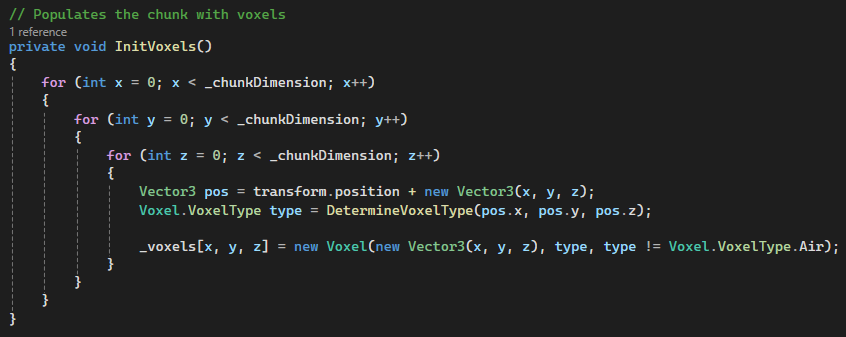 // Populates the chunk with voxels
1 reference
private void InitVoxels()
{
for (int x = 0; x < _chunkDimension; x++)
{
for (int y = 0; y < _chunkDimension; y++)
{
for (int z = 0; z < _chunkDimension; z++)
{
Vector3 pos = transform.position + new Vector3(x, y, z);
Voxel.VoxelType type = DetermineVoxelType(pos.x, pos.y, pos.z);
_voxels[x, y, z] = new Voxel(new Vector3(x, y, z), type, type != Voxel.VoxelType.Air);
}
}
}
}